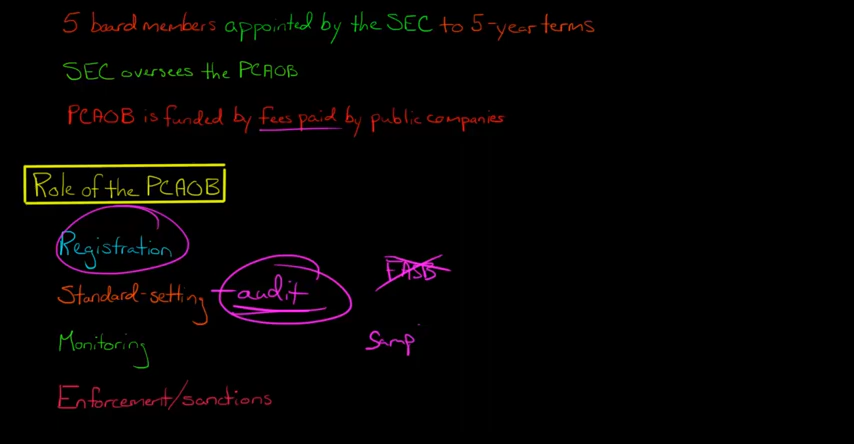 5 board members appointed by the SEC to 5-year terms
SEC oversees the PCAOB
PCAOB is funded by fees paid by public companies
Role of the PCAOB
Registration
FASB
Standard-setting - audit
Monitoring
Samp
Enforcement/sanctions